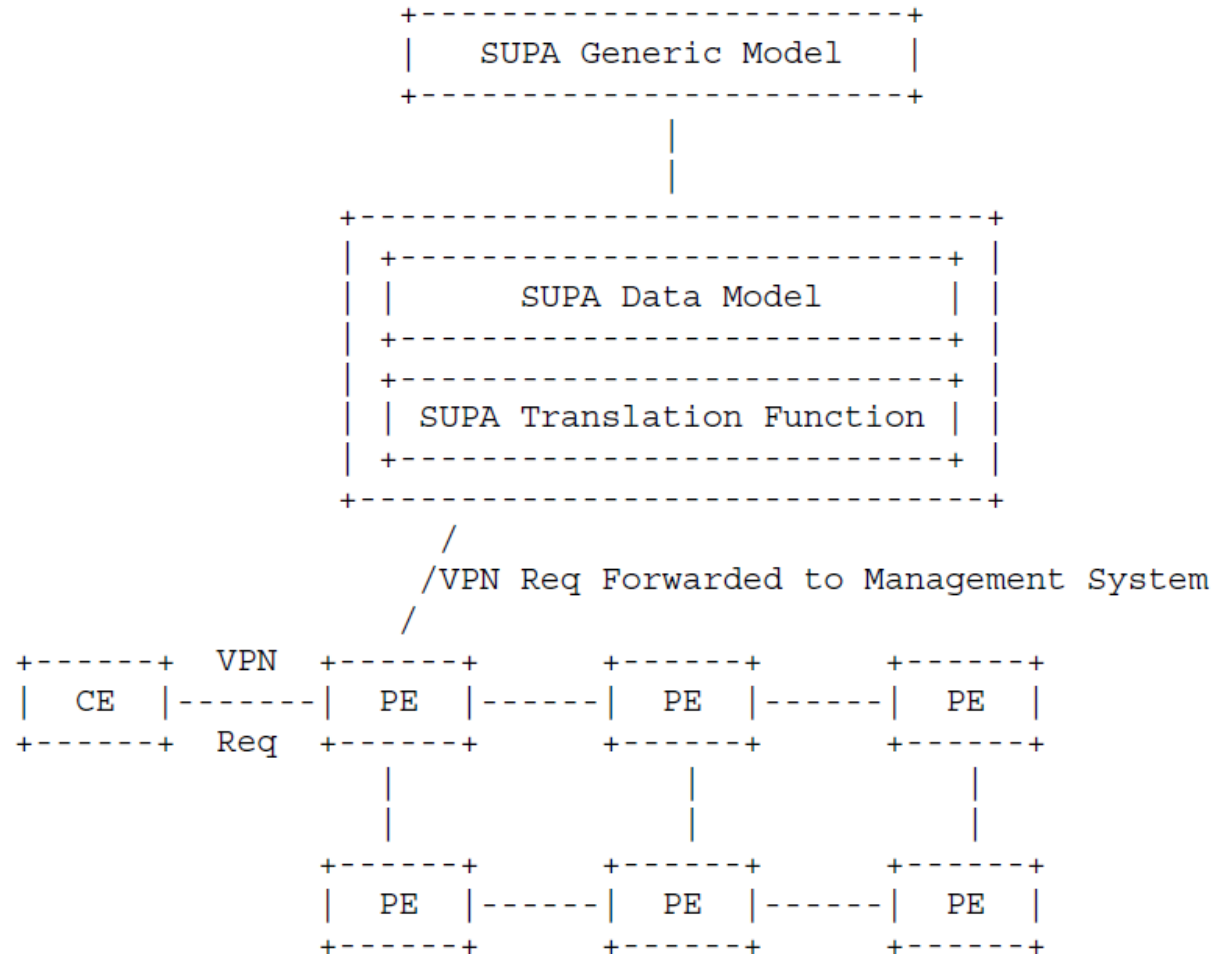 SUPA Generic Model
SUPA Data Model
SUPA Translation Function
VPN Req Forwarded to Management System
VPN
CE PE PE PE
Req
PE PE PE